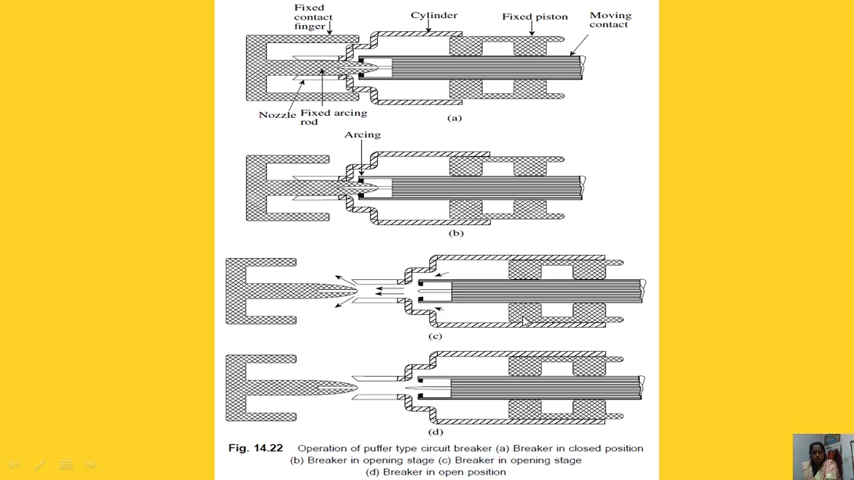 Fixed
contact
finger
Cylinder
Fixed piston
Moving
contact
Nozzle
Fixed arcing
rod
(a)
Arcing
(b)
(c)
(d)
Fig. 14.22 Operation of puffer type circuit breaker (a) Breaker in closed position
(b) Breaker in opening stage (c) Breaker in opening stage
(d) Breaker in open position